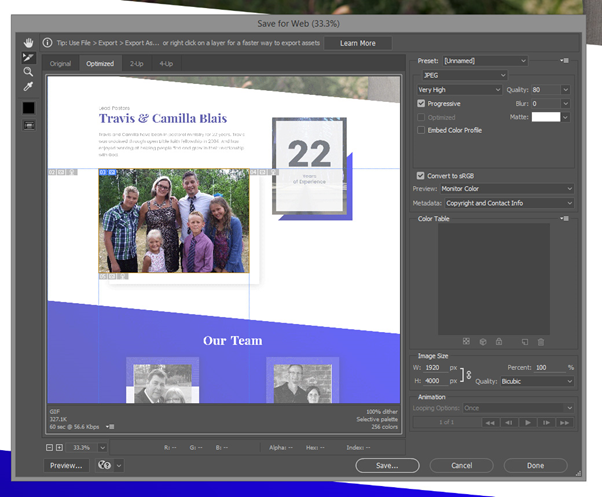 Save for Web (33.3%)
Tip: Use File > Export > Export As... or right click on a layer for a faster way to export assets
Learn More
Original Optimized 2-Up 4-Up
Lead Pastors
Travis & Camilla Blais
22
Years
of Experience
Our Team
GIF
327.1K
60 sec @ 56.6 Kbps
100% dither
Selective palette
256 colors
33.3% R: -- G: -- B: -- Alpha: -- Hex: -- Index: --
Preview...
Save... Cancel Done
Preset: [Unnamed]
JPEG
Very High Quality: 80
Progressive Blur: 0
Optimized Matte:
Embed Color Profile
Convert to sRGB
Preview: Monitor Color
Metadata: Copyright and Contact Info
Color Table
Image Size
W: 1920 px Percent: 100 %
H: 4000 px Quality: Bicubic
Animation
Looping Options: Once
1 of 1